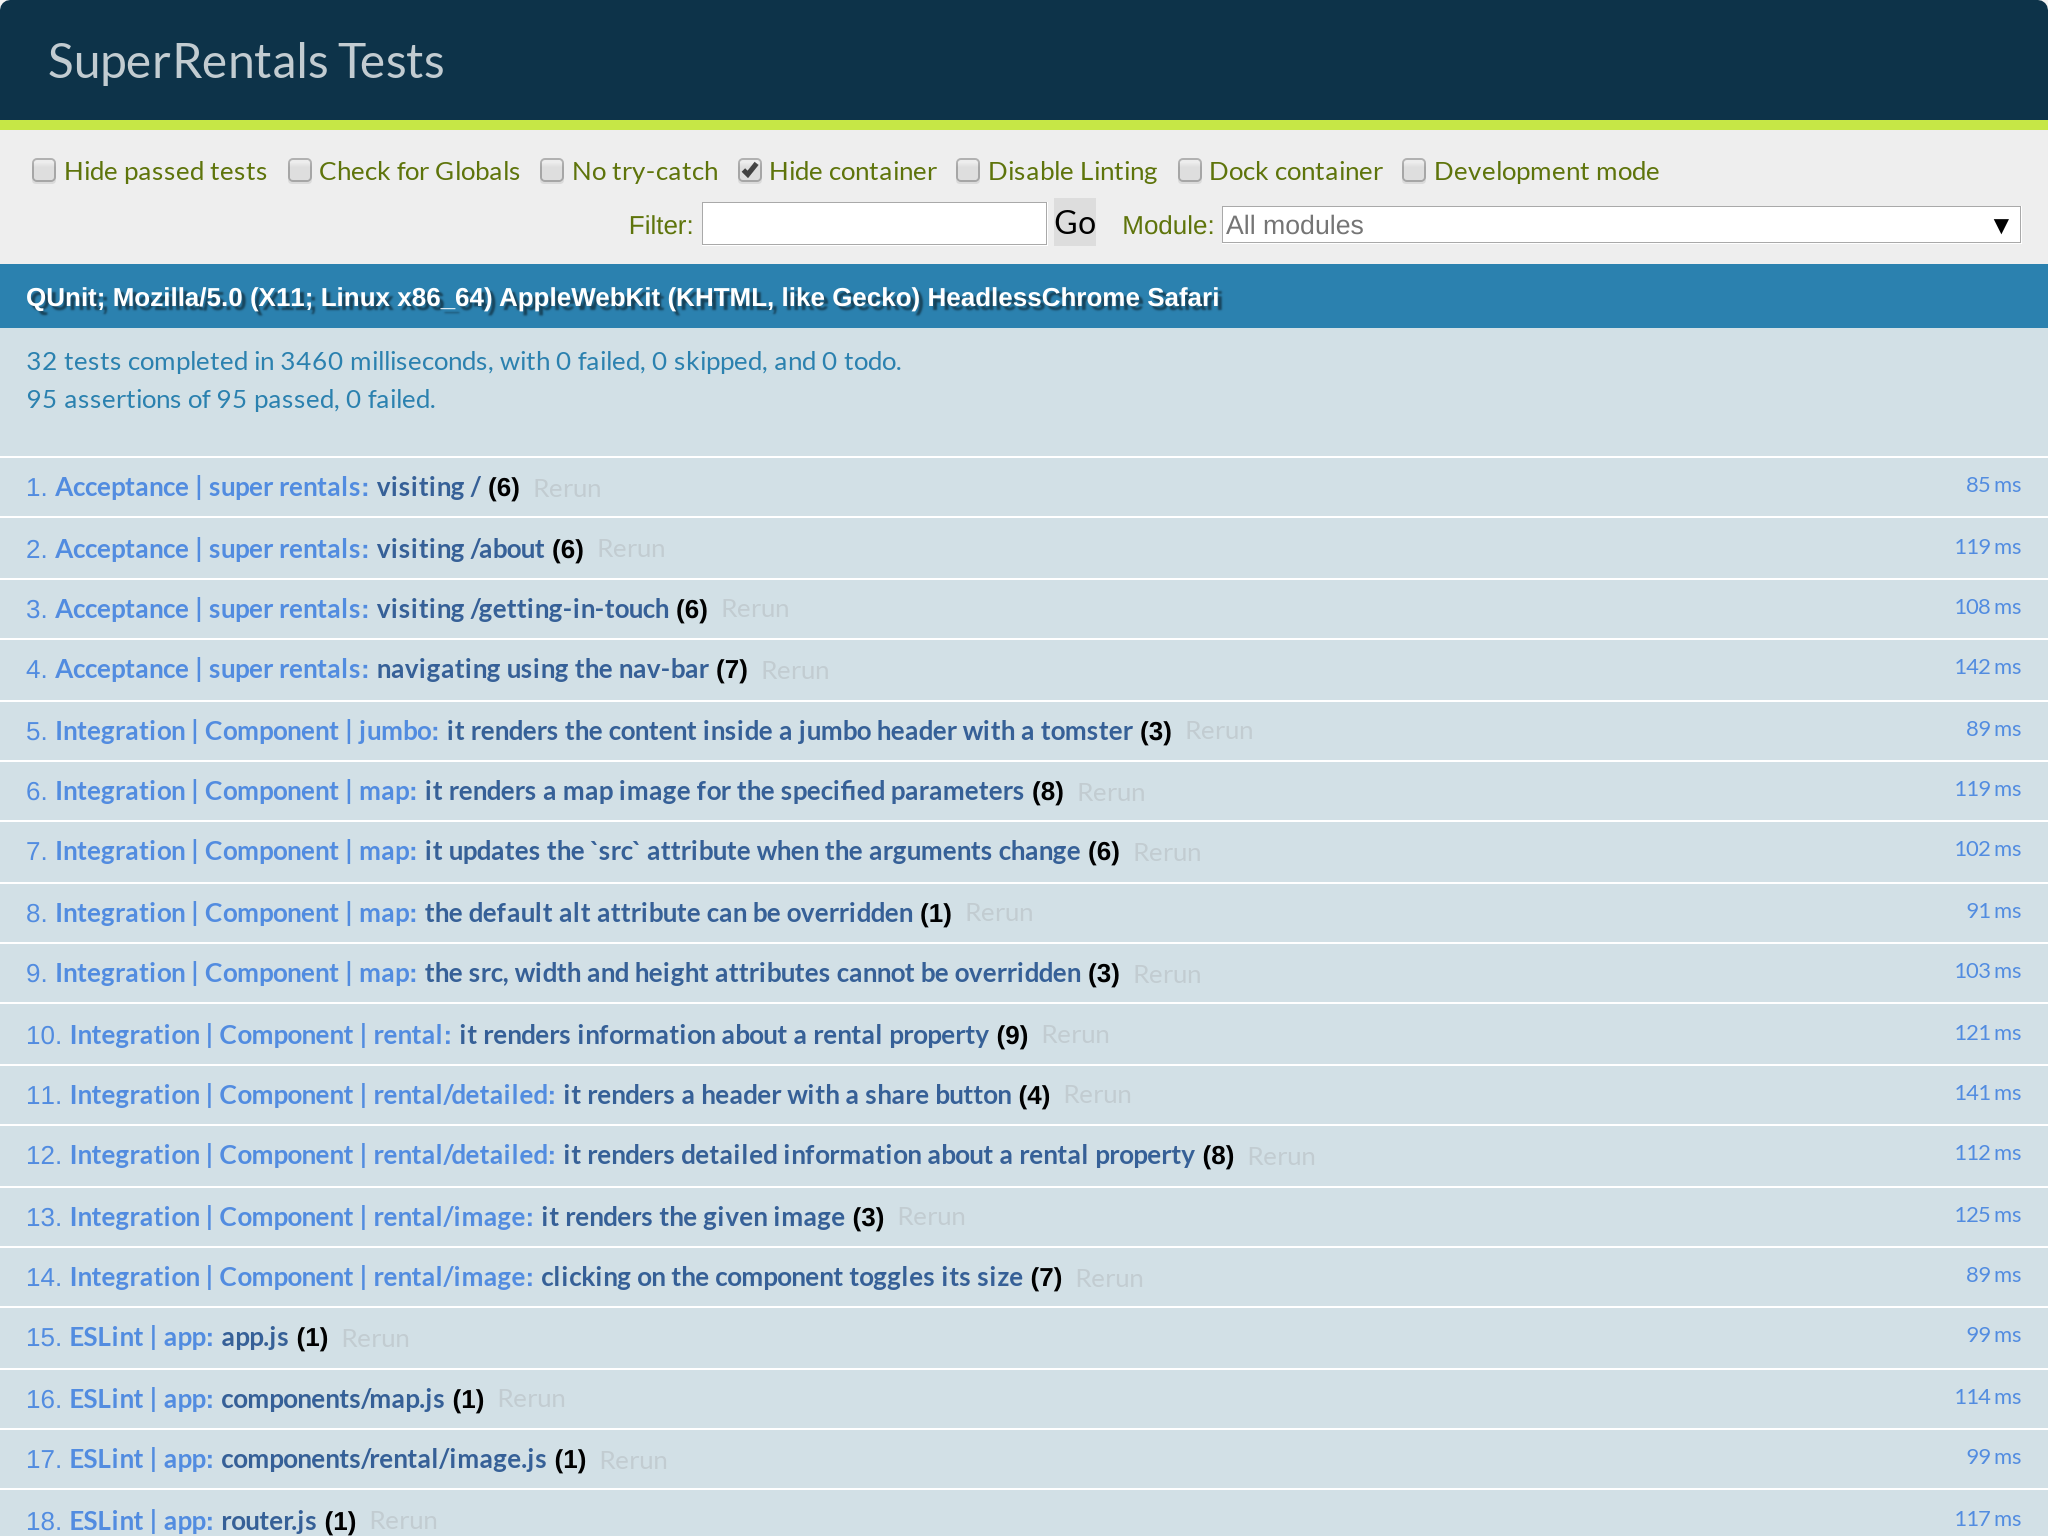 SuperRentals Tests
Hide passed tests Check for Globals No try-catch Hide container Disable Linting Dock container Development mode
Filter: Go Module: All modules ▼
QUnit; Mozilla/5.0 (X11; Linux x86_64) AppleWebKit (KHTML, like Gecko) HeadlessChrome Safari
32 tests completed in 3460 milliseconds, with 0 failed, 0 skipped, and 0 todo.
95 assertions of 95 passed, 0 failed.
1. Acceptance | super rentals: visiting / (6) Rerun 85 ms
2. Acceptance | super rentals: visiting /about (6) Rerun 119 ms
3. Acceptance | super rentals: visiting /getting-in-touch (6) Rerun 108 ms
4. Acceptance | super rentals: navigating using the nav-bar (7) Rerun 142 ms
5. Integration | Component | jumbo: it renders the content inside a jumbo header with a tomster (3) Rerun 89 ms
6. Integration | Component | map: it renders a map image for the specified parameters (8) Rerun 119 ms
7. Integration | Component | map: it updates the `src` attribute when the arguments change (6) Rerun 102 ms
8. Integration | Component | map: the default alt attribute can be overridden (1) Rerun 91 ms
9. Integration | Component | map: the src, width and height attributes cannot be overridden (3) Rerun 103 ms
10. Integration | Component | rental: it renders information about a rental property (9) Rerun 121 ms
11. Integration | Component | rental/detailed: it renders a header with a share button (4) Rerun 141 ms
12. Integration | Component | rental/detailed: it renders detailed information about a rental property (8) Rerun 112 ms
13. Integration | Component | rental/image: it renders the given image (3) Rerun 125 ms
14. Integration | Component | rental/image: clicking on the component toggles its size (7) Rerun 89 ms
15. ESLint | app: app.js (1) Rerun 99 ms
16. ESLint | app: components/map.js (1) Rerun 114 ms
17. ESLint | app: components/rental/image.js (1) Rerun 99 ms
18. ESLint | app: router.js (1) Rerun 117 ms